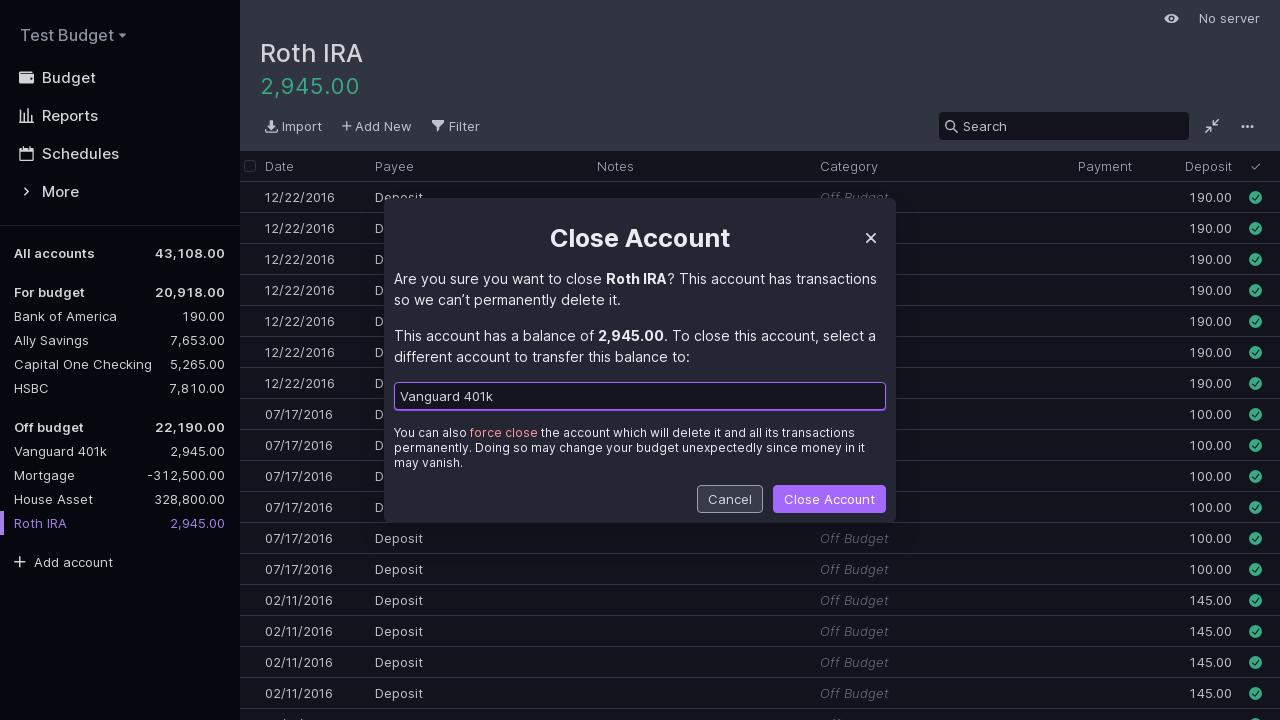 Test Budget
Budget
Reports
Schedules
More
All accounts 43,108.00
For budget 20,918.00
Bank of America 190.00
Ally Savings 7,653.00
Capital One Checking 5,265.00
HSBC 7,810.00
Off budget 22,190.00
Vanguard 401k 2,945.00
Mortgage -312,500.00
House Asset 328,800.00
Roth IRA 2,945.00
Add account
No server
Roth IRA
2,945.00
Import Add New Filter Search
Date Payee Notes Category Payment Deposit
12/22/2016 Deposit Off Budget 190.00
12/22/2016 D 190.00
12/22/2016 D 190.00
12/22/2016 D 190.00
12/22/2016 D 190.00
12/22/2016 D 190.00
12/22/2016 D 190.00
07/17/2016 D 100.00
07/17/2016 D 100.00
07/17/2016 D 100.00
07/17/2016 D 100.00
07/17/2016 Deposit Off Budget 100.00
07/17/2016 Deposit Off Budget 100.00
02/11/2016 Deposit Off Budget 145.00
02/11/2016 Deposit Off Budget 145.00
02/11/2016 Deposit Off Budget 145.00
02/11/2016 Deposit Off Budget 145.00
Close Account
Are you sure you want to close Roth IRA? This account has transactions
so we can’t permanently delete it.
This account has a balance of 2,945.00. To close this account, select a
different account to transfer this balance to:
Vanguard 401k
You can also force close the account which will delete it and all its transactions
permanently. Doing so may change your budget unexpectedly since money in it
may vanish.
Cancel Close Account